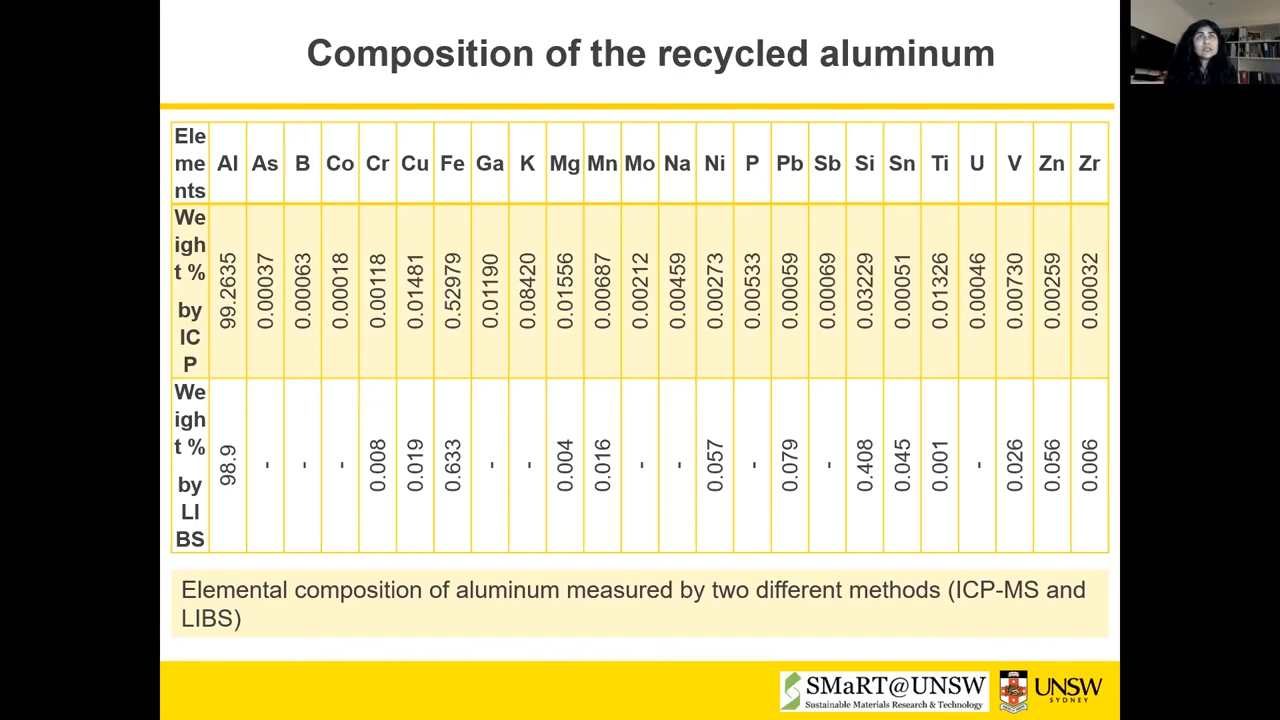 Composition of the recycled aluminum
Ele
me
nts
Al As B Co Cr Cu Fe Ga K Mg Mn Mo Na Ni P Pb Sb Si Sn Ti U V Zn Zr
We
igh
t %
by
IC
P
99.26335 0.00037 0.00063 0.00018 0.00118 0.01481 0.52979 0.01190 0.08420 0.01556 0.00687 0.00212 0.00459 0.00273 0.00533 0.00059 0.00069 0.03229 0.00051 0.01326 0.00046 0.00730 0.00259 0.00032
We
igh
t %
by
LI
BS
98.9 - - - 0.008 0.019 0.633 - - 0.004 0.016 - - 0.057 - 0.079 - 0.408 0.045 0.001 - 0.026 0.056 0.006
Elemental composition of aluminum measured by two different methods (ICP-MS and
LIBS)
SMaRT@UNSW
Sustainable Materials Research & Technology
UNSW
SYDNEY